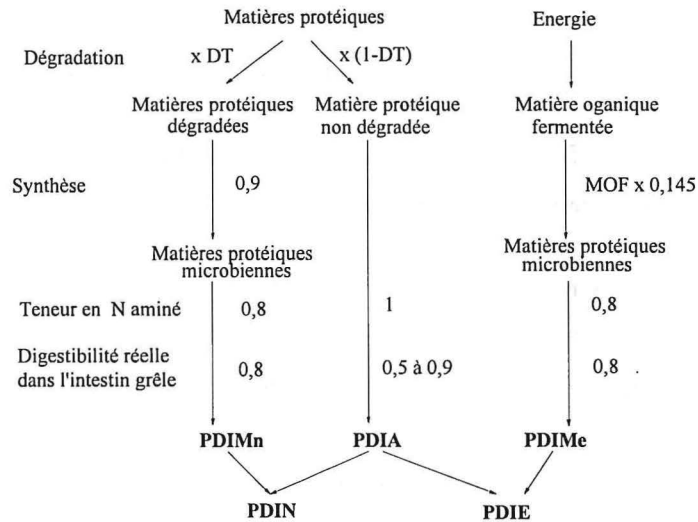 Matières protéiques Energie
Dégradation x DT x (1-DT)
Matières protéiques Matière protéique Matière oganique
dégradées non dégradée fermentée
Synthèse 0,9 MOF x 0,145
Matières protéiques Matières protéiques
microbiennes microbiennes
Teneur en N aminé 0,8 1 0,8
Digestibilité réelle
dans l'intestin grêle 0,8 0,5 à 0,9 0,8
PDIMn PDIA PDIMe
PDIN PDIE